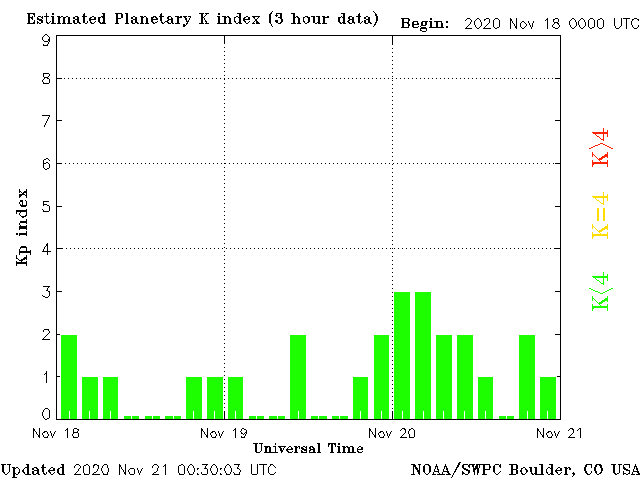 Estimated Planetary K index (3 hour data)
Begin: 2020 Nov 18 0000 UTC
9
8
7
6
5
4
3
2
1
0
Kp index
K>4
K=4
K<4
Nov 18
Nov 19
Nov 20
Nov 21
Universal Time
Updated 2020 Nov 21 00:30:03 UTC
NOAA/SWPC Boulder, CO USA